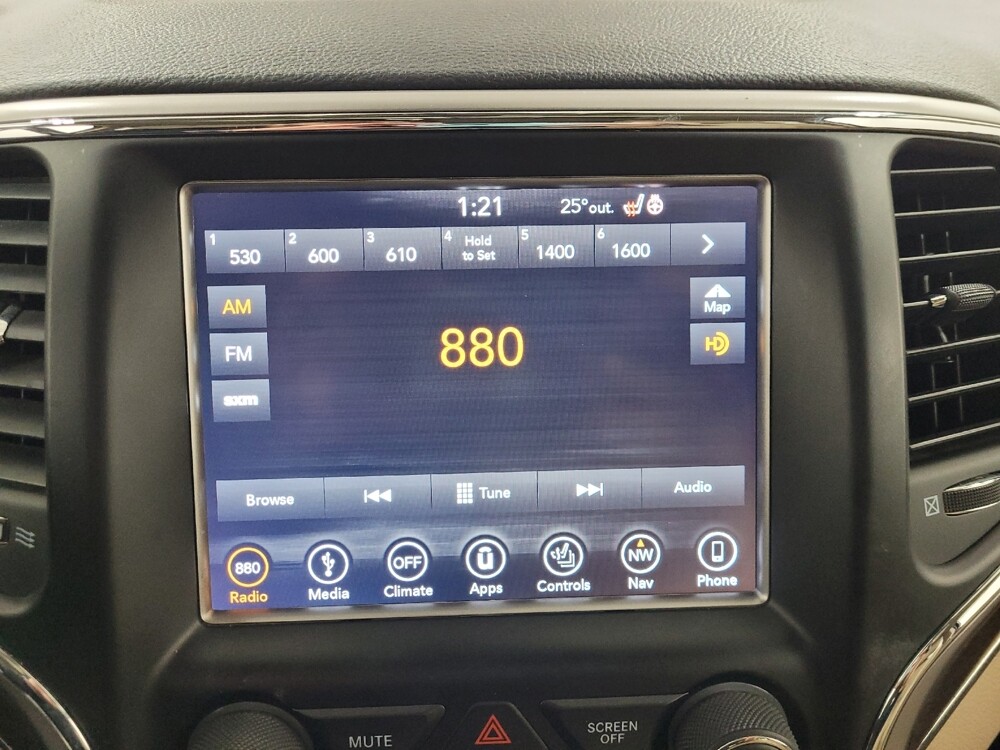 1:21 25°out.
1 530 2 600 3 610 4 Hold to Set 5 1400 6 1600
AM
880
Map
FM
HD
sxm
Browse Tune Audio
880 OFF NW
Radio Media Climate Apps Controls Nav Phone
MUTE
SCREEN
OFF